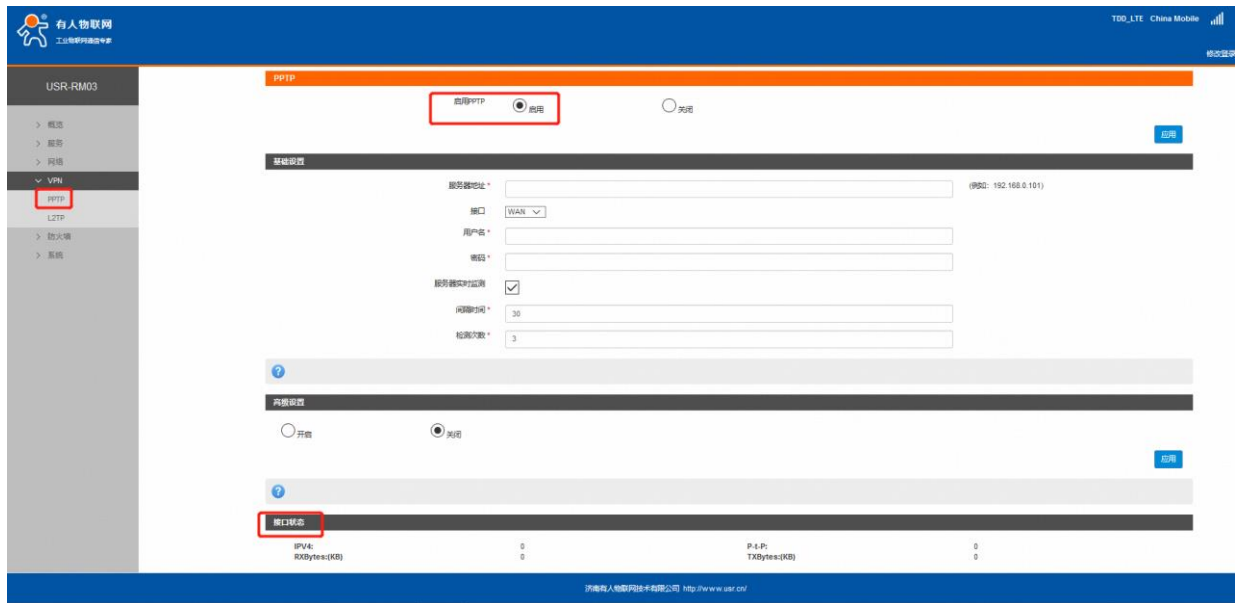 有人物联网
工业物联网通信专家
TDD_LTE China Mobile
修改登录
USR-RM03
> 概览
> 服务
> 网络
VPN
PPTP
L2TP
> 防火墙
> 系统
PPTP
启用PPTP 启用 关闭
应用
基础设置
服务器地址 * (例如: 192.168.0.101)
接口 WAN
用户名 *
密码 *
服务器实时监测
间隔时间 * 30
检测次数 * 3
?
高级设置
开启 关闭
应用
?
接口状态
IPV4: 0 P-t-P: 0
RXBytes:(KB) 0 TXBytes:(KB) 0
济南有人物联网技术有限公司 http://www.usr.cn/